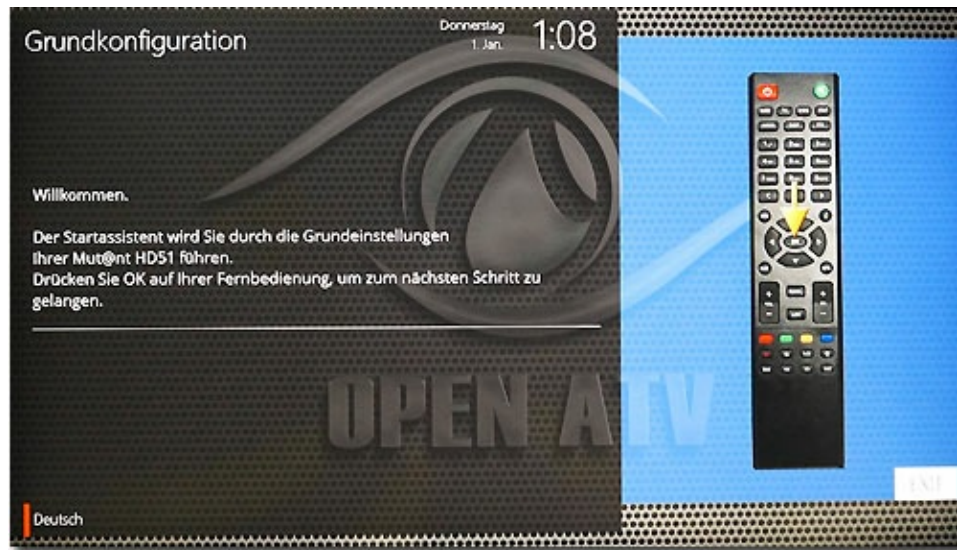 Grundkonfiguration
Donnerstag
1. Jan.
1:08
Willkommen.
Der Startassistent wird Sie durch die Grundeinstellungen
Ihrer Mut@nt HD51 führen.
Drücken Sie OK auf Ihrer Fernbedienung, um zum nächsten Schritt zu
gelangen.
OPEN ATV
EXIT
Deutsch